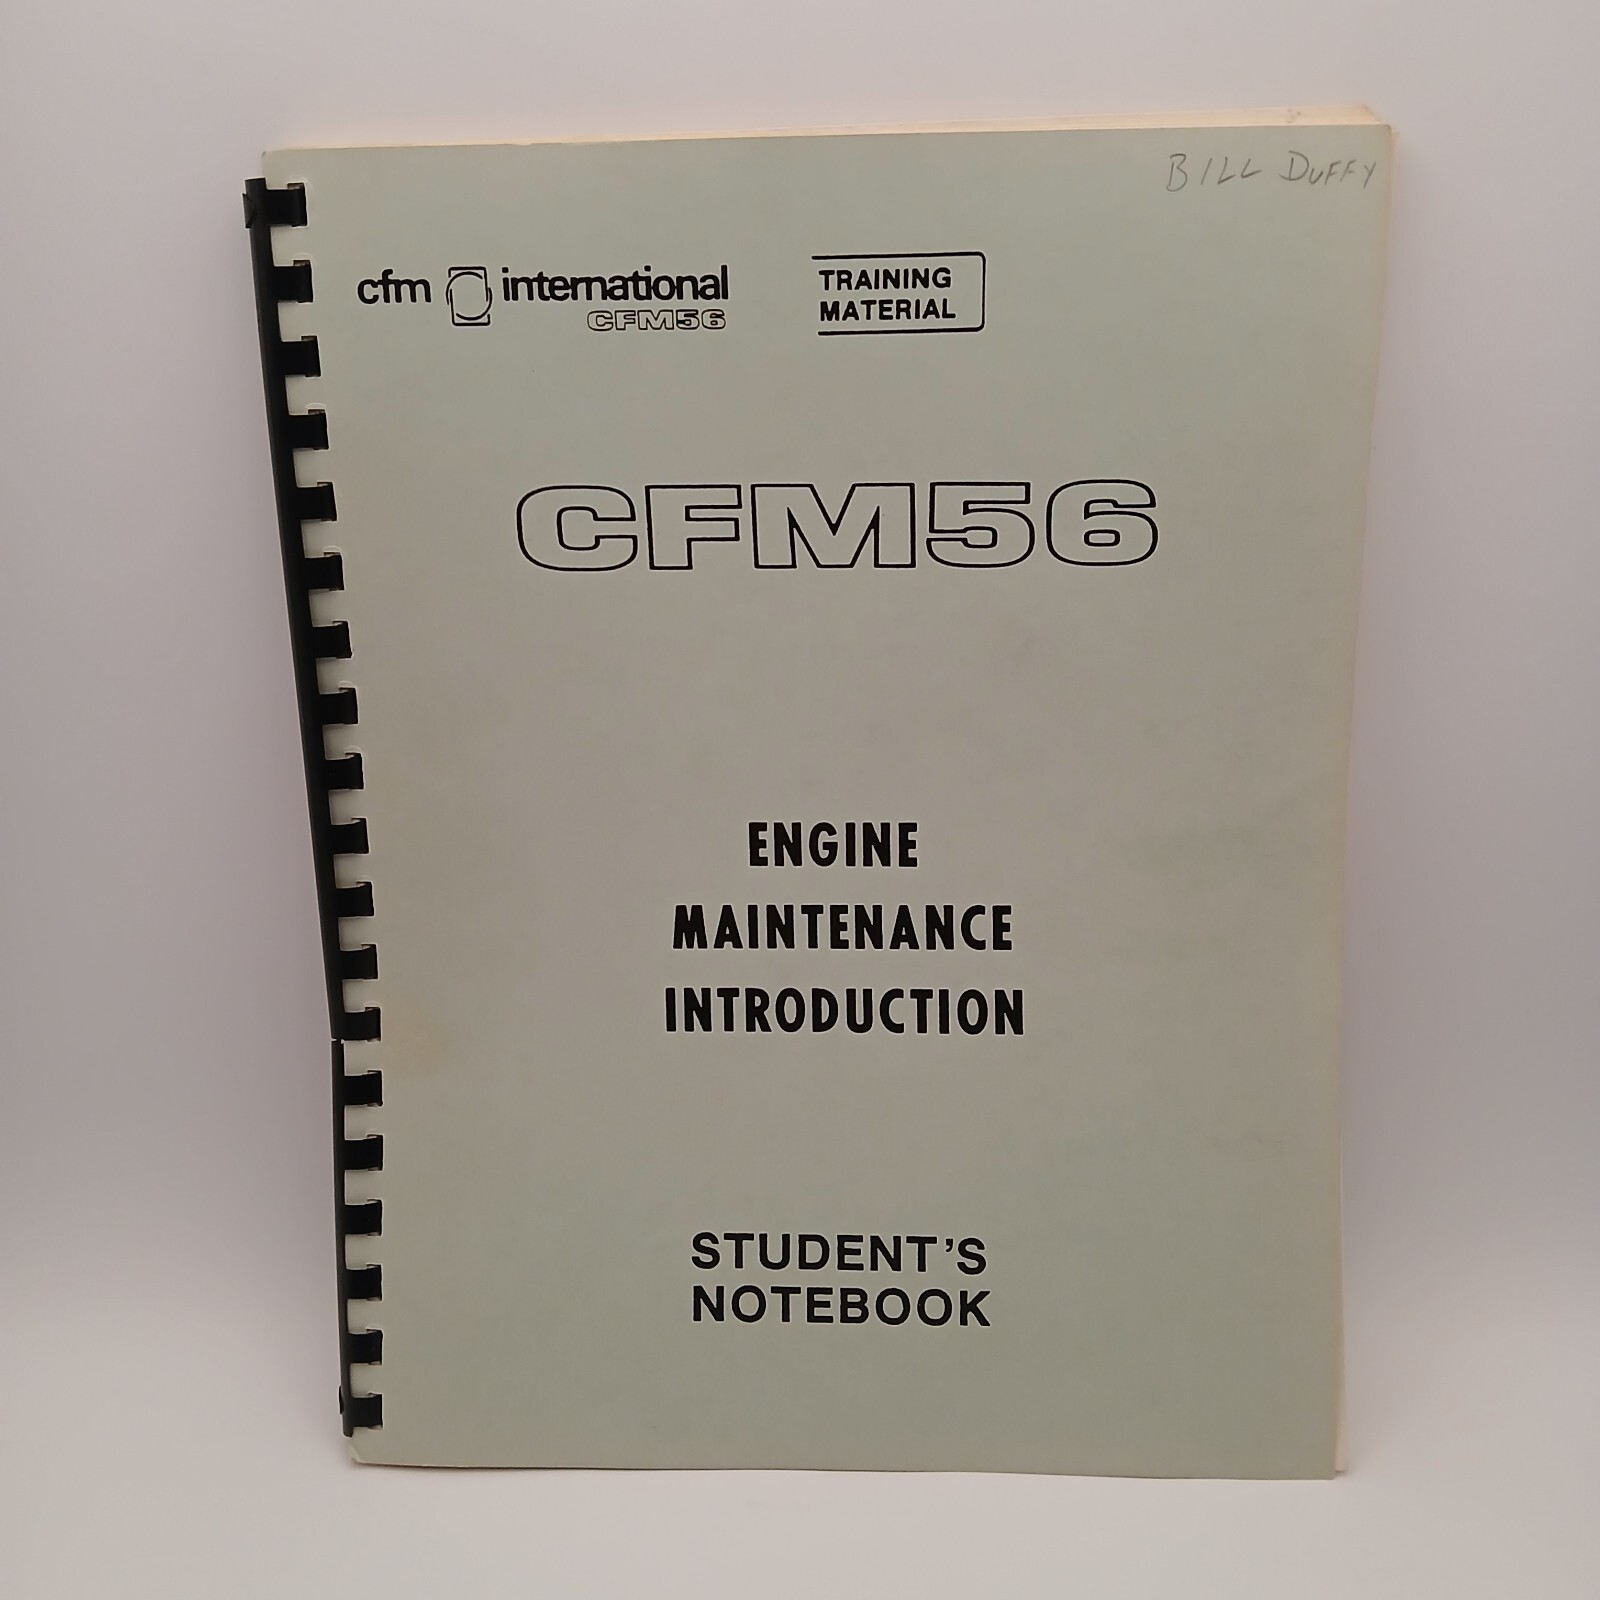 BILL DUFFY
cfm international
CFM56
TRAINING
MATERIAL
CFM56
ENGINE
MAINTENANCE
INTRODUCTION
STUDENT'S
NOTEBOOK